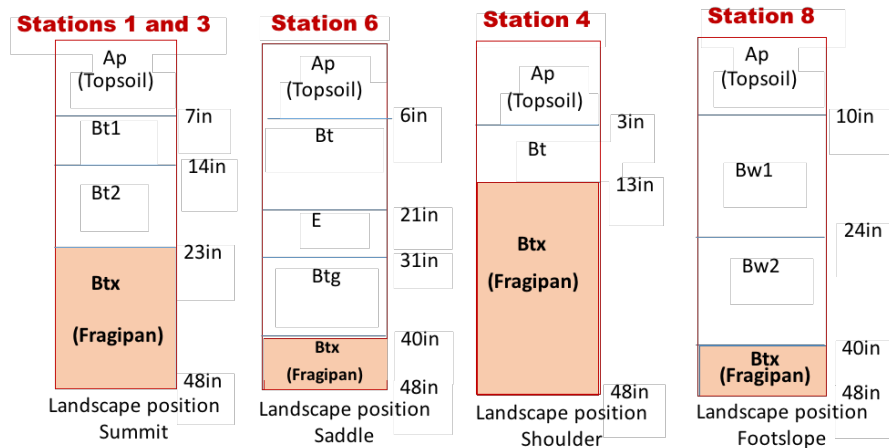 Stations 1 and 3
Ap
(Topsoil)
7in
Bt1
14in
Bt2
23in
Btx
(Fragipan)
48in
Landscape position
Summit
Station 6
Ap
(Topsoil)
6in
Bt
21in
E
31in
Btg
40in
Btx
(Fragipan)
48in
Landscape position
Saddle
Station 4
Ap
(Topsoil)
3in
Bt
13in
Btx
(Fragipan)
48in
Landscape position
Shoulder
Station 8
Ap
(Topsoil)
10in
Bw1
24in
Bw2
40in
Btx
(Fragipan)
48in
Landscape position
Footslope